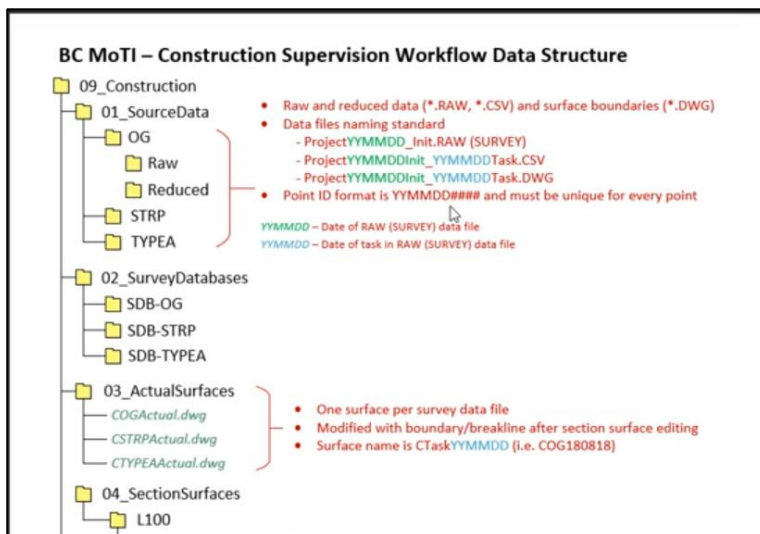 BC MoTI – Construction Supervision Workflow Data Structure
09_Construction
01_SourceData
OG
Raw
Reduced
STRP
TYPEA
• Raw and reduced data (*.RAW, *.CSV) and surface boundaries (*.DWG)
• Data files naming standard
- ProjectYYMMDD_Init.RAW (SURVEY)
- ProjectYYMMDDInit_YYMMDDTask.CSV
- ProjectYYMMDDInit_YYMMDDTask.DWG
• Point ID format is YYMMDD#### and must be unique for every point
YYMMDD – Date of RAW (SURVEY) data file
YYMMDD – Date of task in RAW (SURVEY) data file
02_SurveyDatabases
SDB-OG
SDB-STRP
SDB-TYPEA
03_ActualSurfaces
COGActual.dwg
CSTRPActual.dwg
CTYPEAActual.dwg
• One surface per survey data file
• Modified with boundary/breakline after section surface editing
• Surface name is CTaskYYMMDD (i.e. COG180818)
04_SectionSurfaces
L100